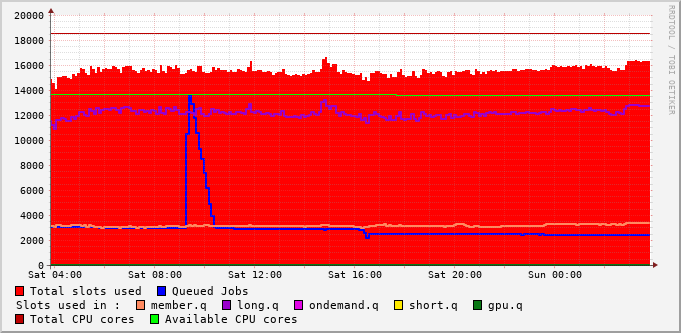 20000
18000
16000
14000
12000
10000
8000
6000
4000
2000
0
Sat 04:00 Sat 08:00 Sat 12:00 Sat 16:00 Sat 20:00 Sun 00:00
RRDTOOL / TOBI OETIKER
Total slots used Queued Jobs
Slots used in : member.q long.q ondemand.q short.q gpu.q
Total CPU cores Available CPU cores